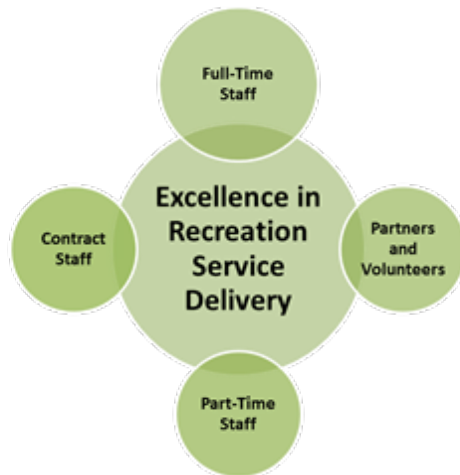 Full-Time
Staff
Excellence in
Recreation
Service
Delivery
Contract
Staff
Partners
and
Volunteers
Part-Time
Staff